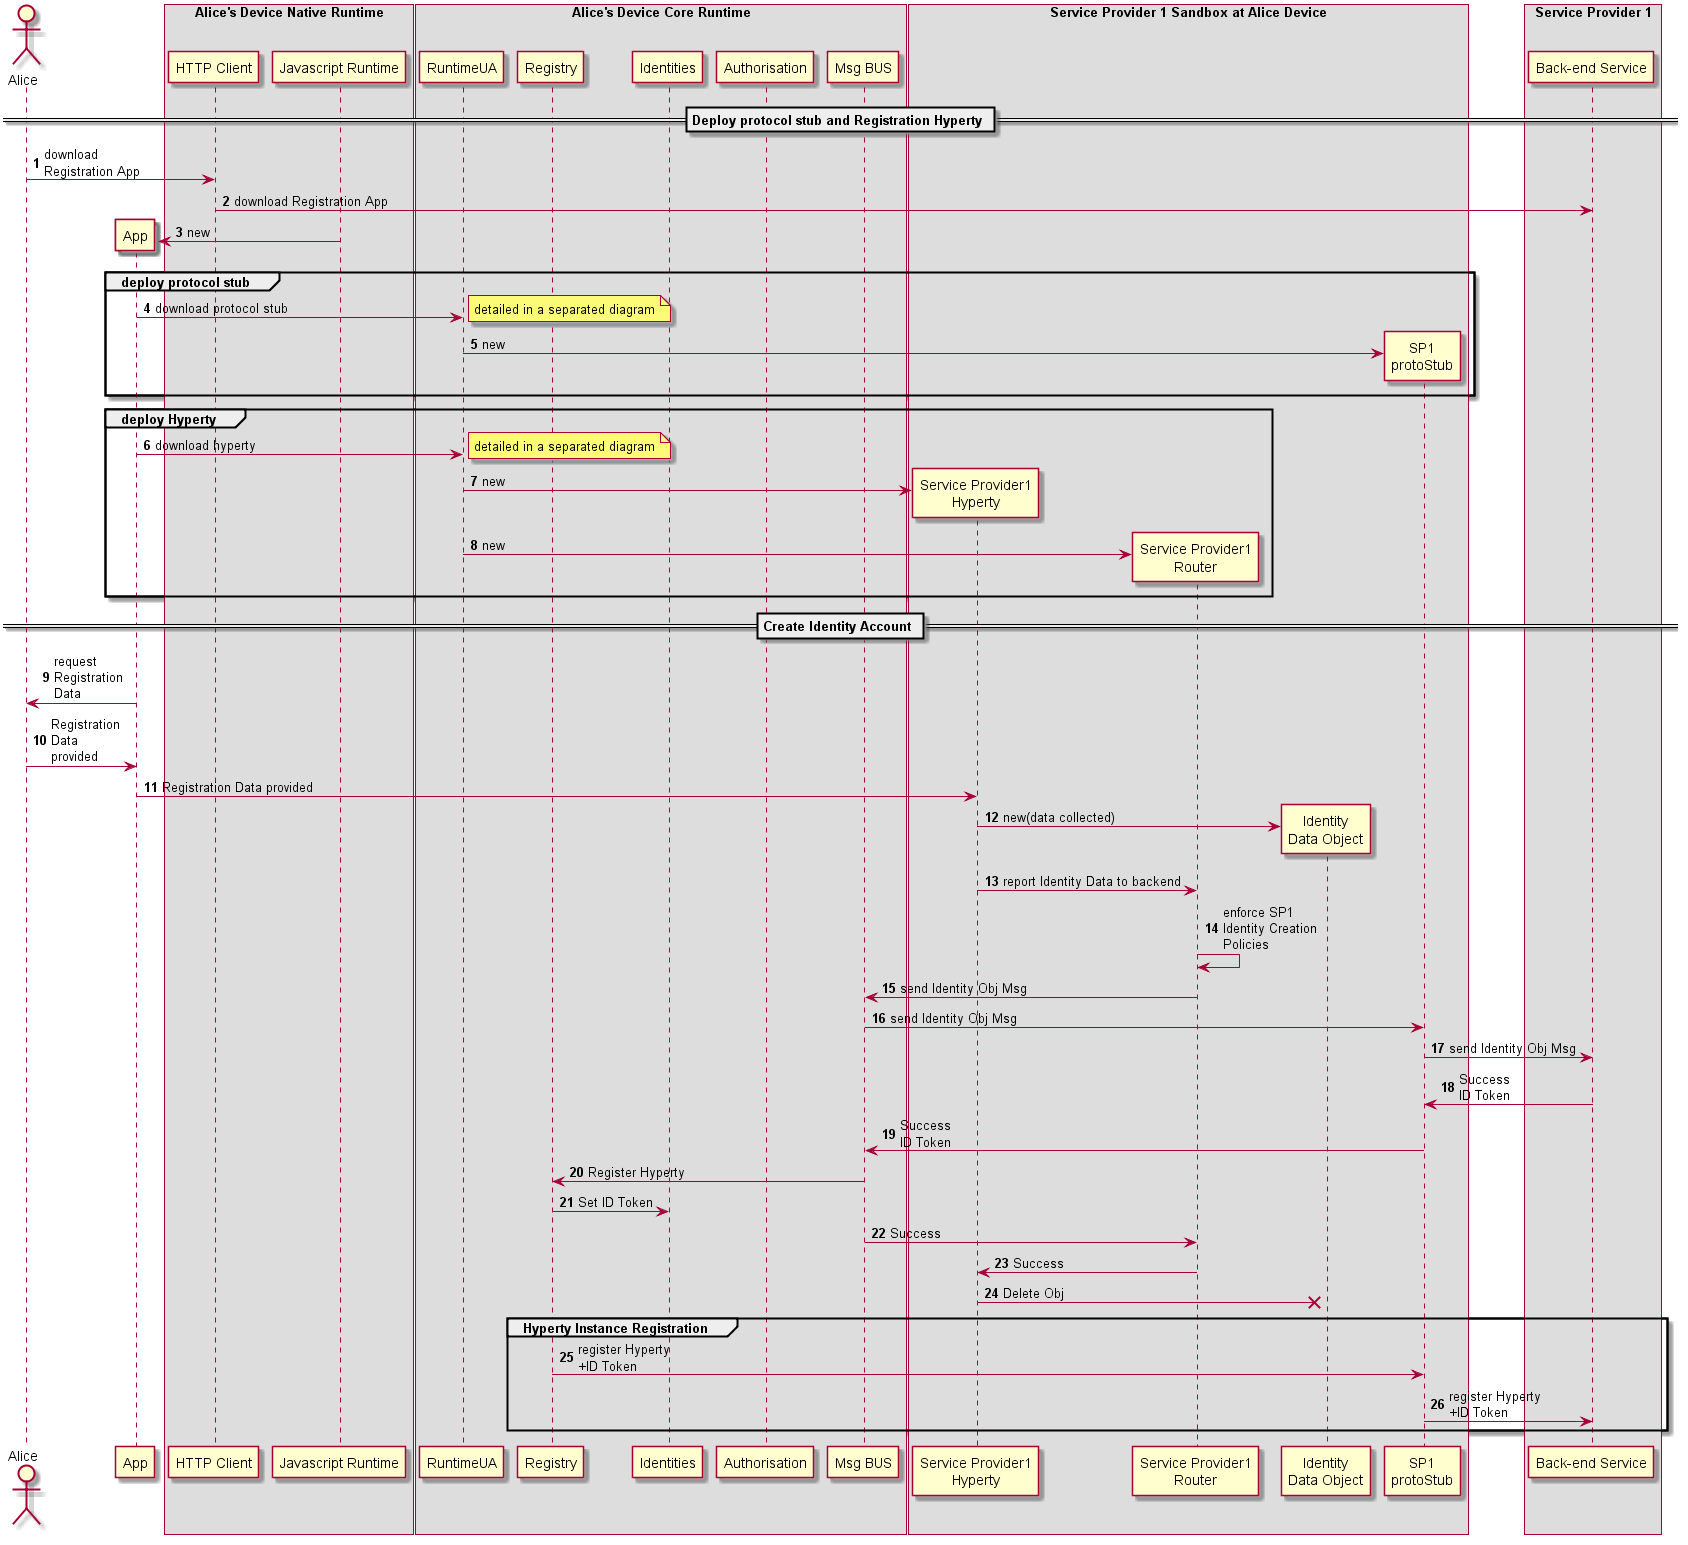 Alice's Device Native Runtime
Alice's Device Core Runtime
Service Provider 1 Sandbox at Alice Device
Service Provider 1
Alice
HTTP Client
Javascript Runtime
RuntimeUA
Registry
Identities
Authorisation
Msg BUS
Back-end Service
Deploy protocol stub and Registration Hyperty
1 download
Registration App
2 download Registration App
App
3 new
deploy protocol stub
4 download protocol stub
detailed in a separated diagram
5 new
SP1
protoStub
deploy Hyperty
6 download hyperty
detailed in a separated diagram
7 new
Service Provider1
Hyperty
8 new
Service Provider1
Router
Create Identity Account
request
9 Registration
Data
Registration
10 Data
provided
11 Registration Data provided
12 new(data collected)
Identity
Data Object
13 report Identity Data to backend
enforce SP1
14 Identity Creation
Policies
15 send Identity Obj Msg
16 send Identity Obj Msg
17 send Identity Obj Msg
18 Success
ID Token
19 Success
ID Token
20 Register Hyperty
21 Set ID Token
22 Success
23 Success
24 Delete Obj
Hyperty Instance Registration
25 register Hyperty
+ID Token
26 register Hyperty
+ID Token
Alice
App
HTTP Client
Javascript Runtime
RuntimeUA
Registry
Identities
Authorisation
Msg BUS
Service Provider1
Hyperty
Service Provider1
Router
Identity
Data Object
SP1
protoStub
Back-end Service